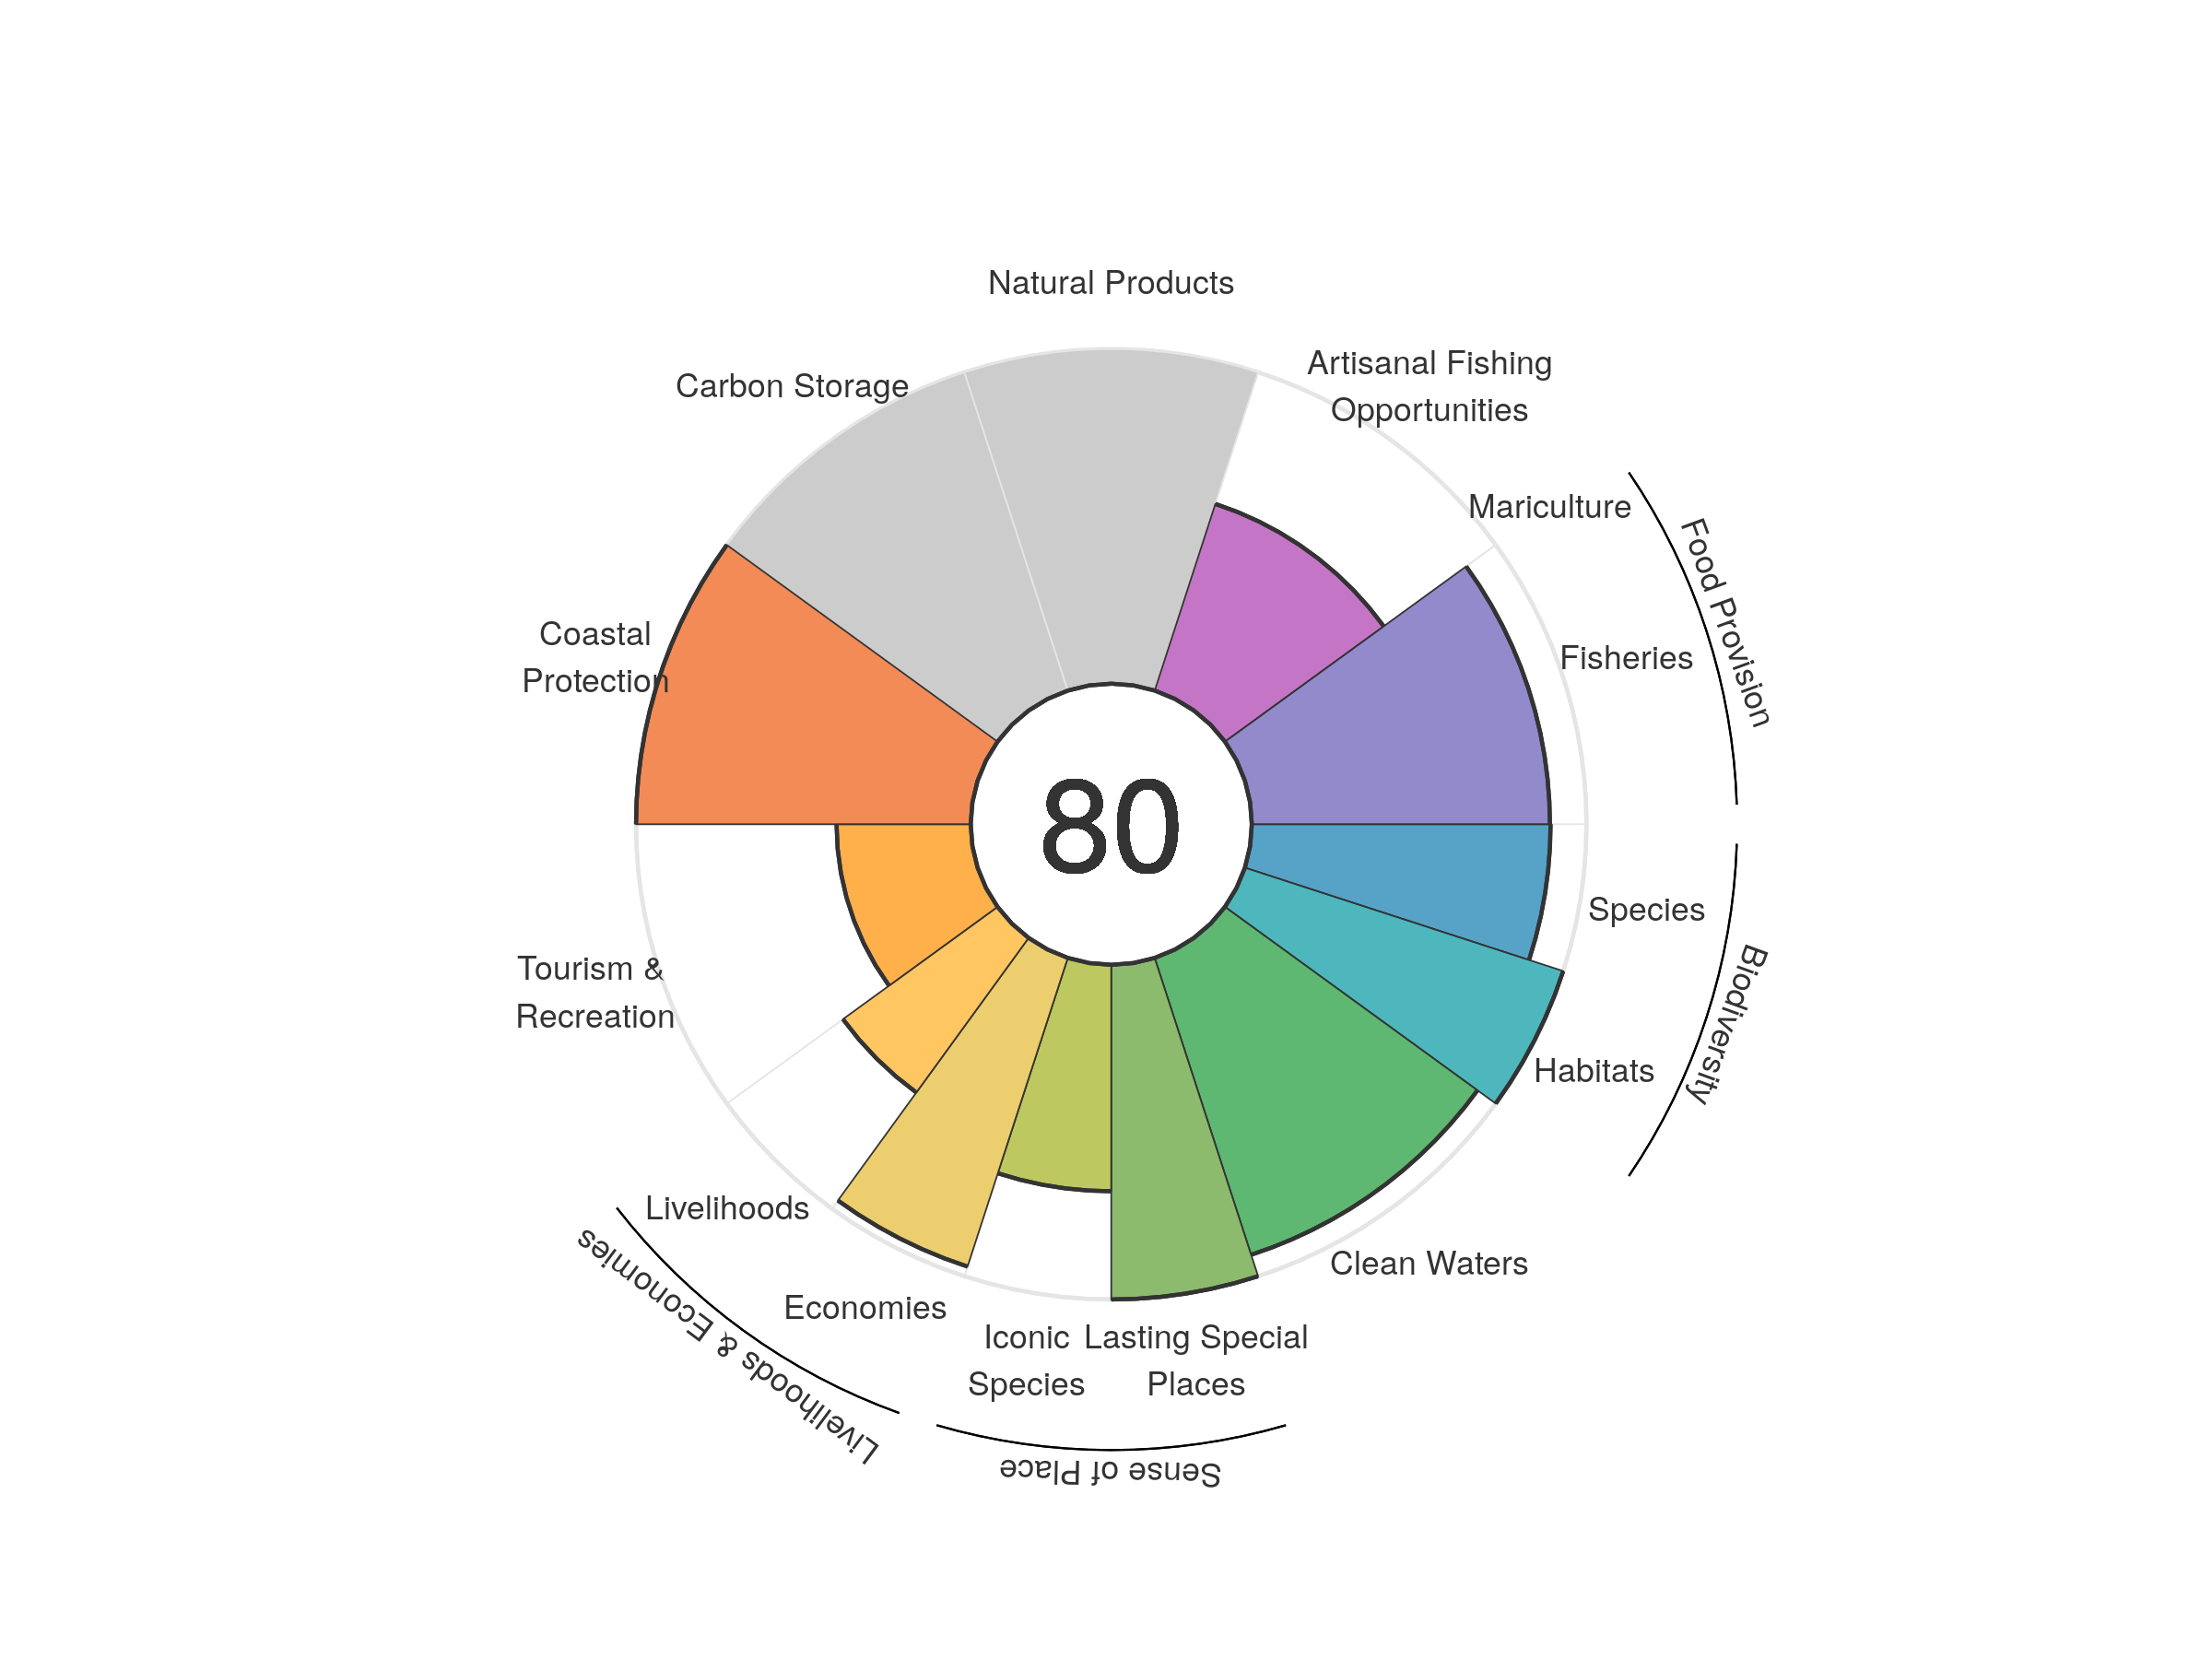 Natural Products
Artisanal Fishing
Opportunities
Carbon Storage
Mariculture
Food Provision
Fisheries
Coastal
Protection
80
Species
Biodiversity
Tourism &
Recreation
Habitats
Livelihoods
Clean Waters
Livelihoods & Economies
Economies
Iconic
Species
Lasting Special
Places
Sense of Place